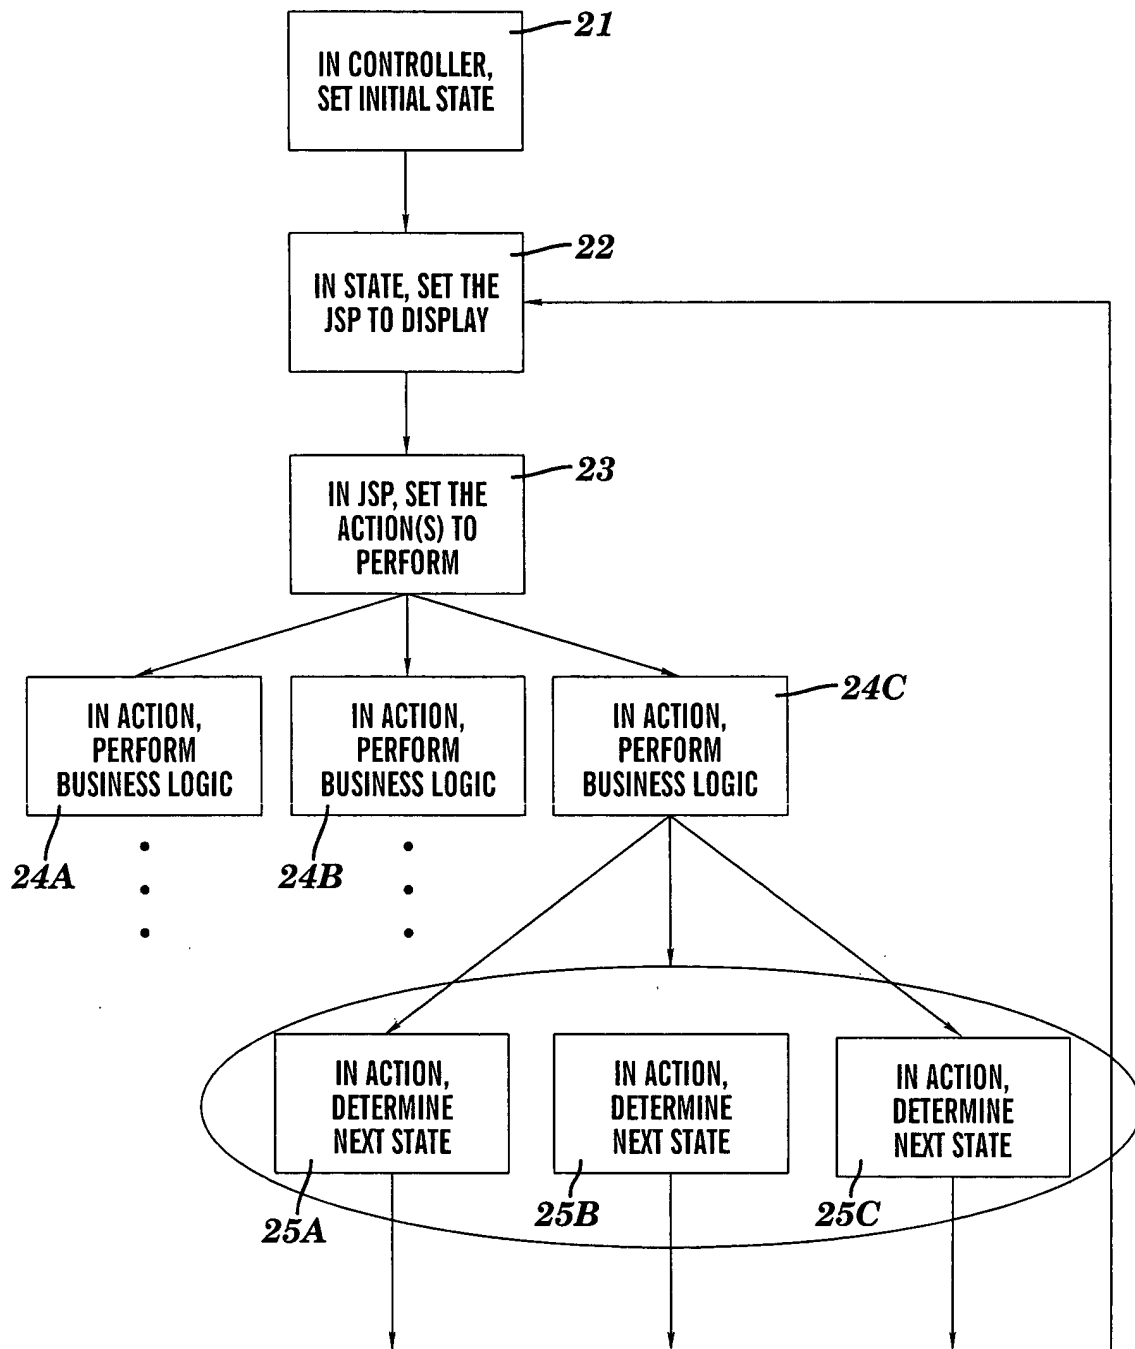 21
IN CONTROLLER,
SET INITIAL STATE
22
IN STATE, SET THE
JSP TO DISPLAY
23
IN JSP, SET THE
ACTION(S) TO
PERFORM
24C
IN ACTION,
PERFORM
BUSINESS LOGIC
IN ACTION,
PERFORM
BUSINESS LOGIC
IN ACTION,
PERFORM
BUSINESS LOGIC
24A
24B
IN ACTION,
DETERMINE
NEXT STATE
IN ACTION,
DETERMINE
NEXT STATE
IN ACTION,
DETERMINE
NEXT STATE
25A
25B
25C